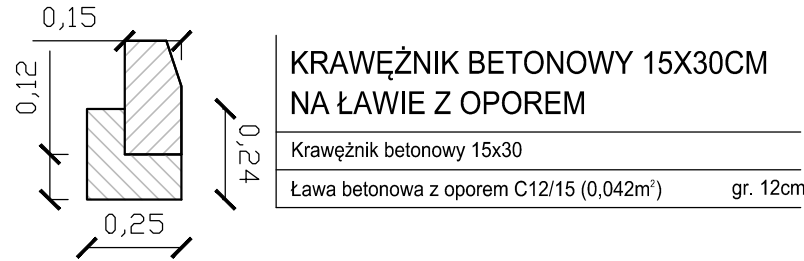 0,15
0,12
0,24
0,25
KRAWĘŻNIK BETONOWY 15X30CM
NA ŁAWIE Z OPOREM
Krawężnik betonowy 15x30
Ława betonowa z oporem C12/15 (0,042m²) gr. 12cm